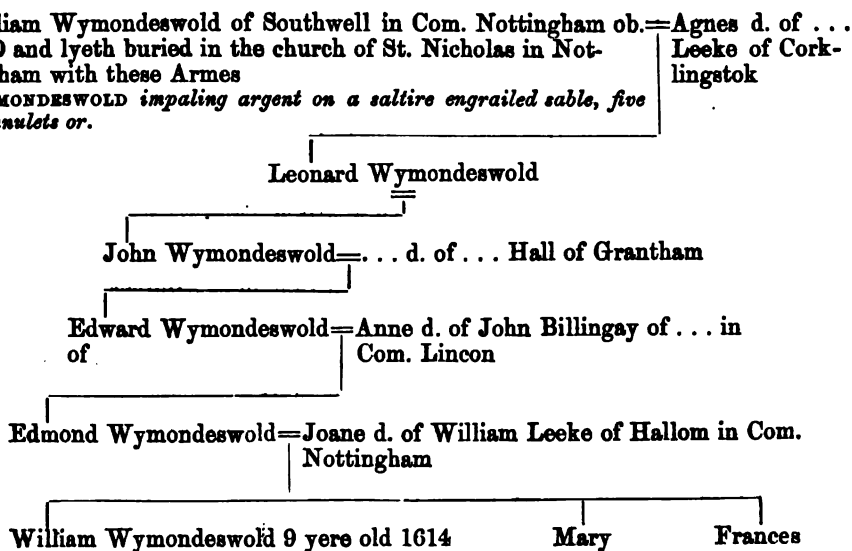 liam Wymondeswold of Southwell in Com. Nottingham ob.=Agnes d. of ...
) and lyeth buried in the church of St. Nicholas in Not- Leeke of Cork-
ham with these Armes lingstok
MONDESWOLD impaling argent on a saltire engrailed sable, five
nulets or.
Leonard Wymondeswold
=
John Wymondeswold=... d. of ... Hall of Grantham
Edward Wymondeswold=Anne d. of John Billingay of ... in
of Com. Lincon
Edmond Wymondeswold=Joane d. of William Leeke of Hallom in Com.
Nottingham
William Wymondeswold 9 yere old 1614 Mary Frances